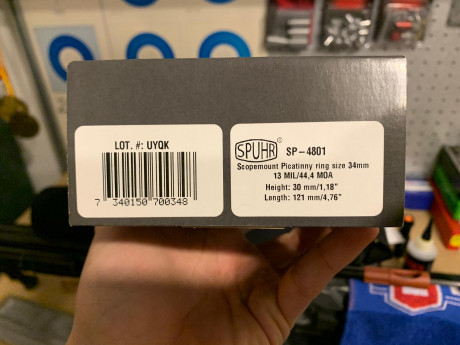 LOT. #: UYQK
7 340150 700348
SPUHR® SP-4801
Scopemount Picatinny ring size 34mm
13 MIL/44,4 MOA
Height: 30 mm/1,18"
Length: 121 mm/4,76"